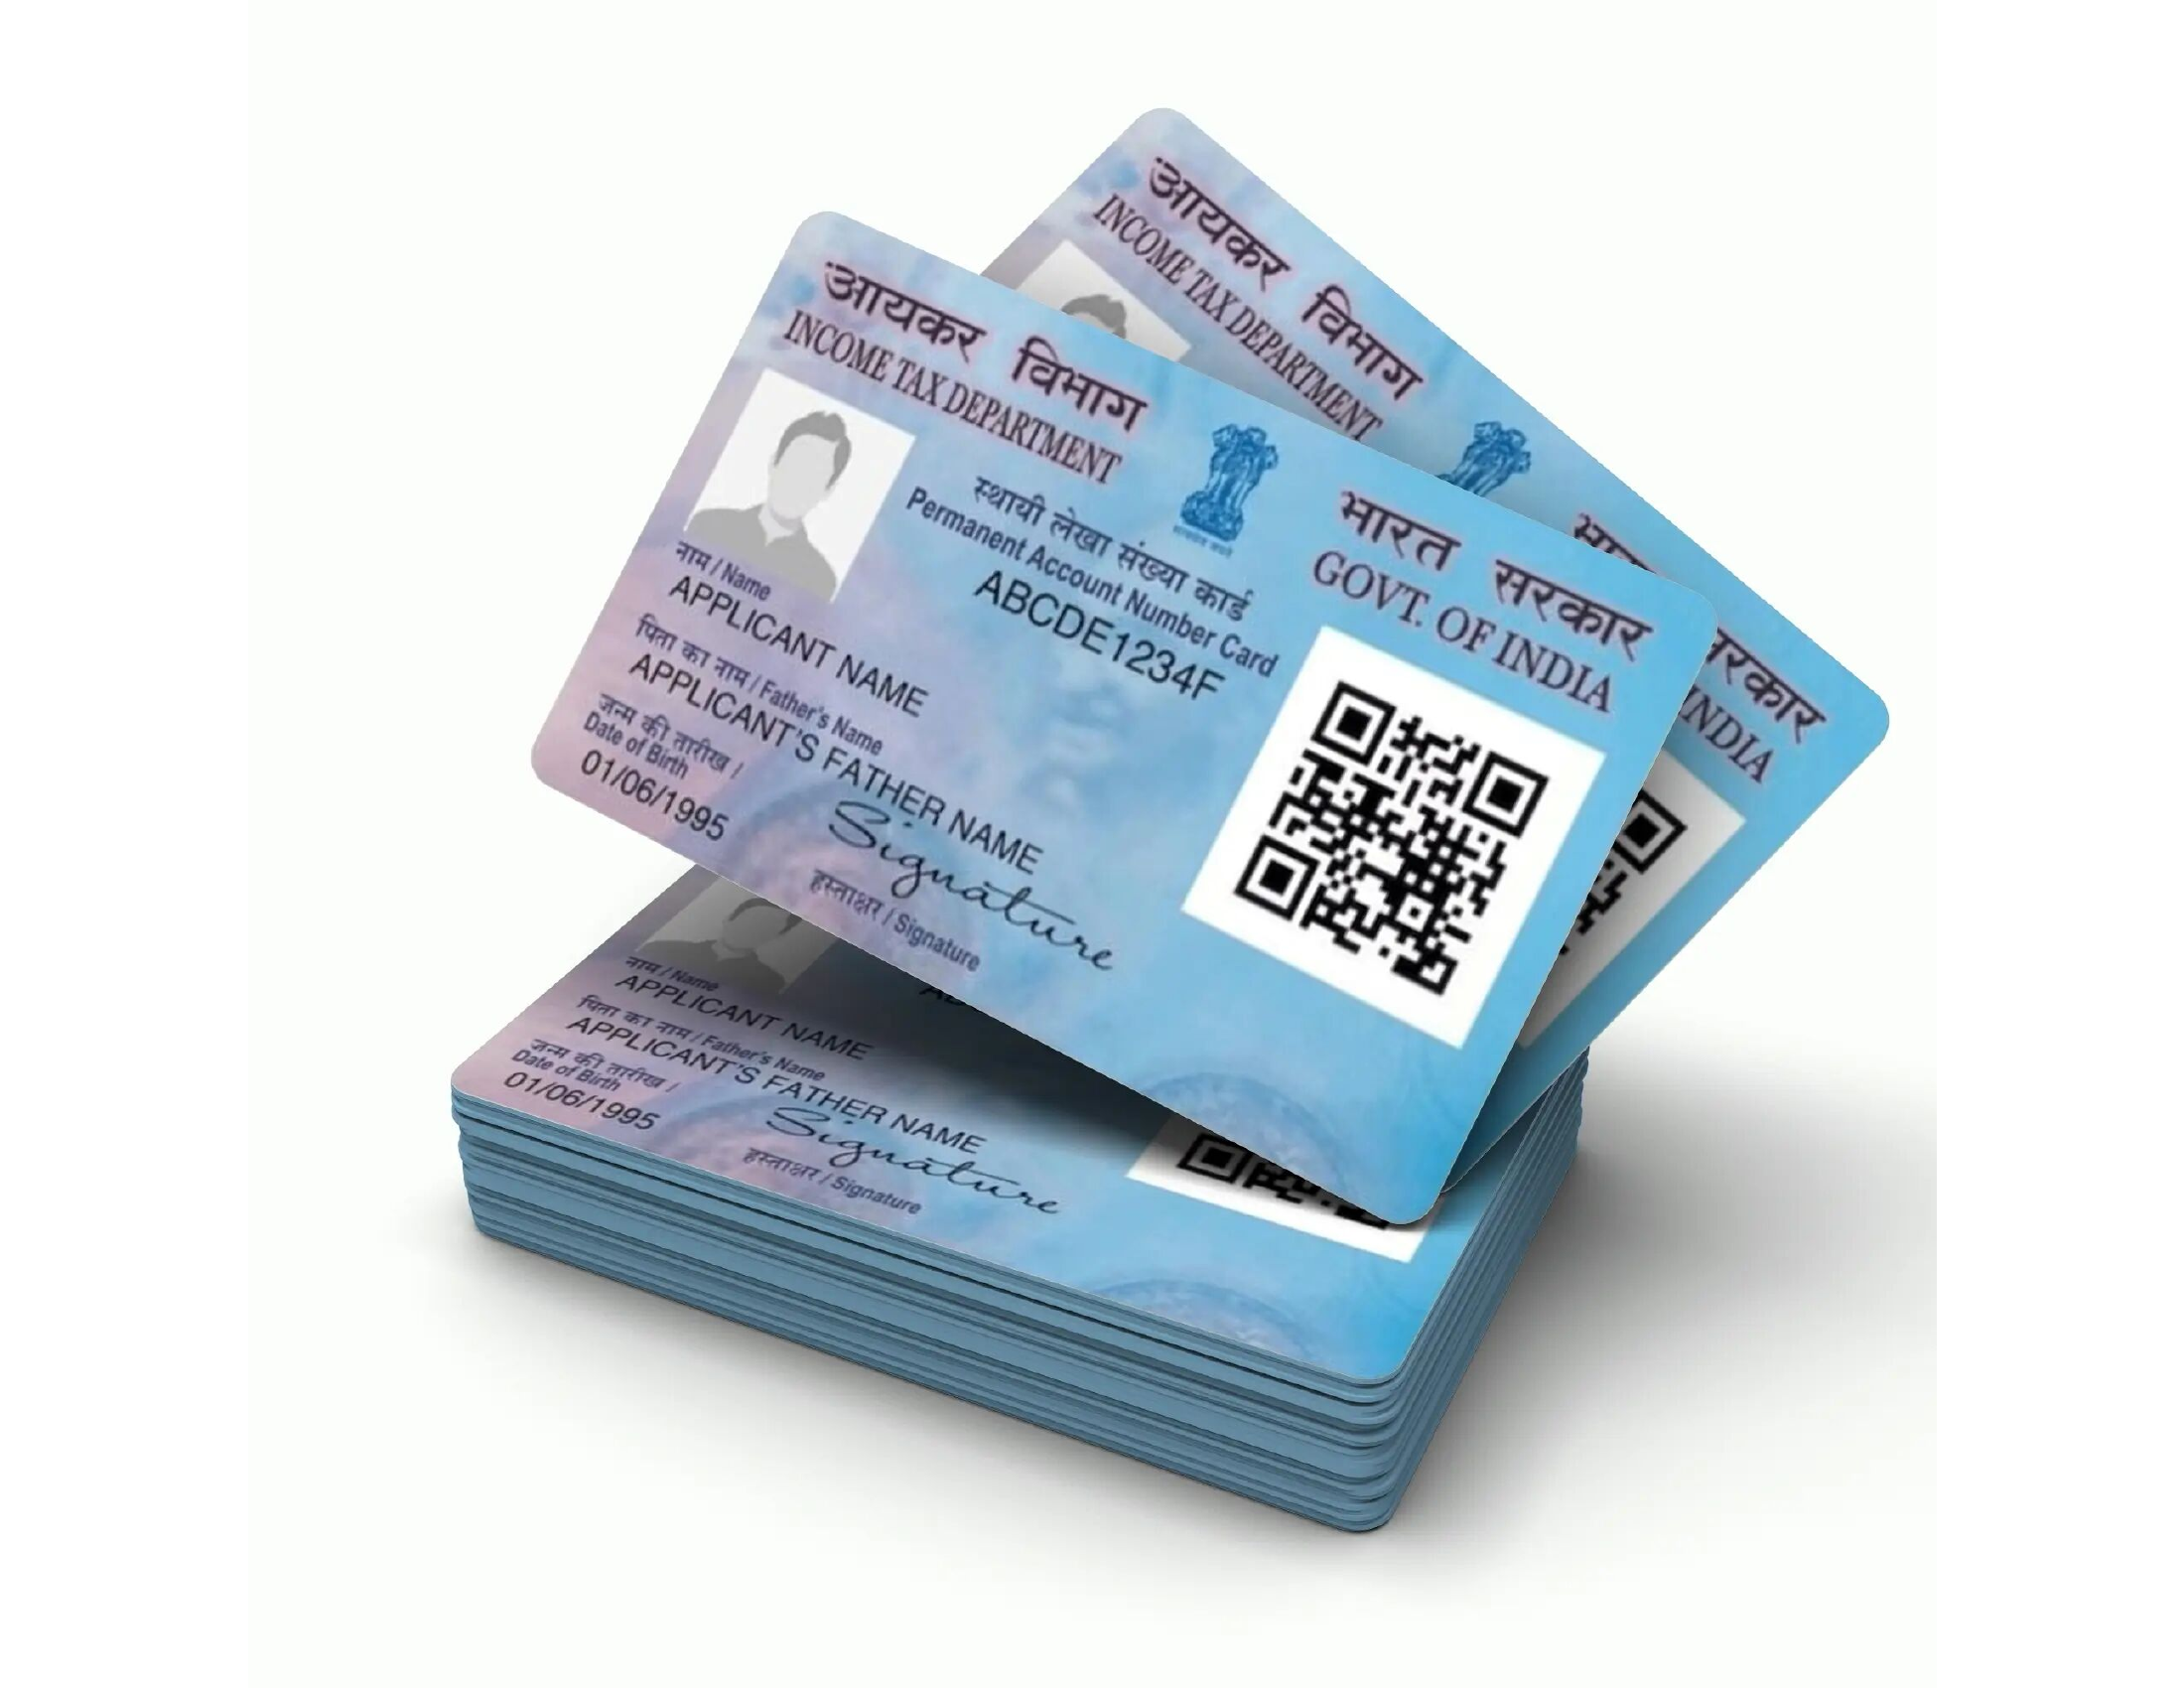 आयकर विभाग
INCOME TAX DEPARTMENT
भारत सरकार
GOVT. OF INDIA
स्थायी लेखा संख्या कार्ड
Permanent Account Number Card
ABCDE1234F
नाम / Name
APPLICANT NAME
पिता का नाम / Father's Name
APPLICANT'S FATHER NAME
जन्म की तारीख /
Date of Birth
01/06/1995
Signature
हस्ताक्षर / Signature
आयकर विभाग
INCOME TAX DEPARTMENT
INDIA
नाम / Name
APPLICANT NAME
पिता का नाम / Father's Name
APPLICANT'S FATHER NAME
जन्म की तारीख /
Date of Birth
01/06/1995
Signature
हस्ताक्षर / Signature